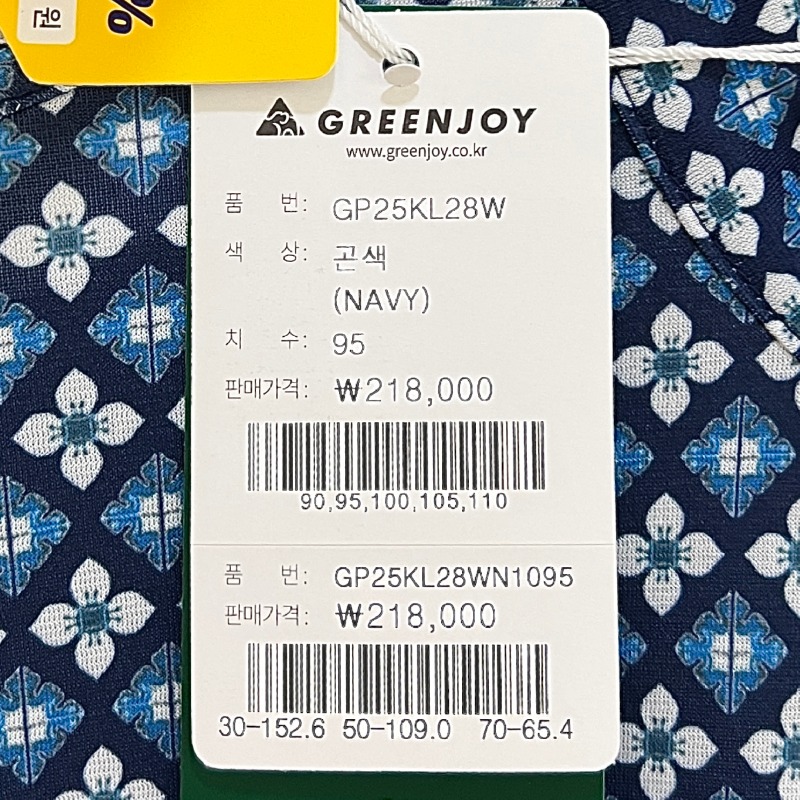 원
%
GREENJOY
www.greenjoy.co.kr
품 번: GP25KL28W
색 상: 곤색
(NAVY)
치 수: 95
판매가격: ₩218,000
90,95,100,105,110
품 번: GP25KL28WN1095
판매가격: ₩218,000
30-152.6 50-109.0 70-65.4